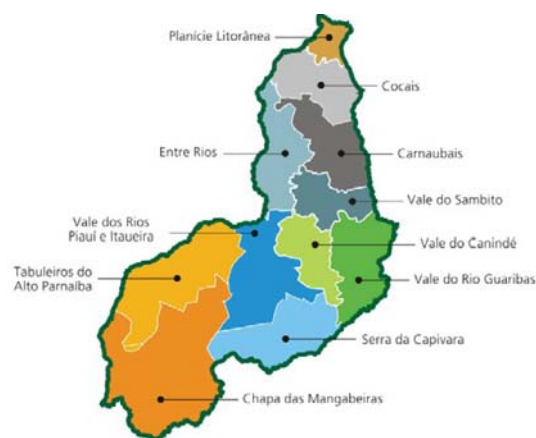 Planície Litorânea
Cocais
Entre Rios
Carnaubais
Vale do Sambito
Vale dos Rios
Piauí e Itaueira
Vale do Canindé
Tabuleiros do
Alto Parnaíba
Vale do Rio Guaribas
Serra da Capivara
Chapa das Mangabeiras